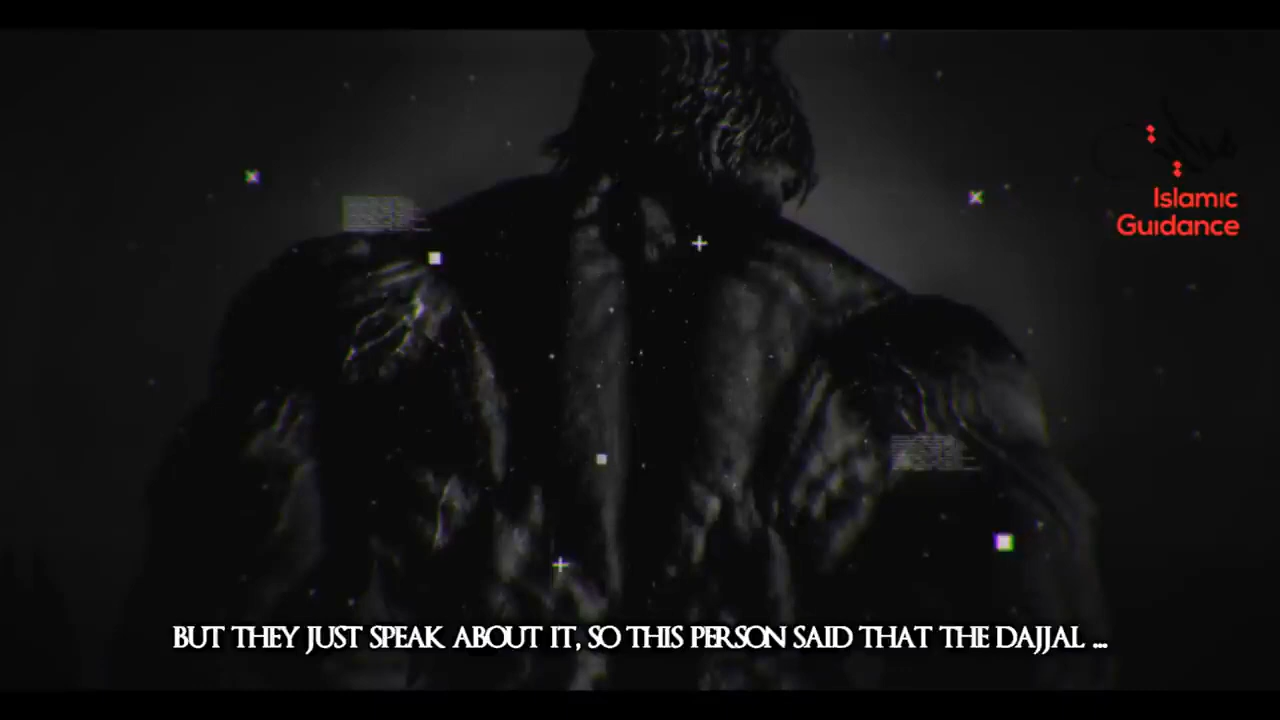 Islamic
Guidance
BUT THEY JUST SPEAK ABOUT IT, SO THIS PERSON SAID THAT THE DAJJAL ...